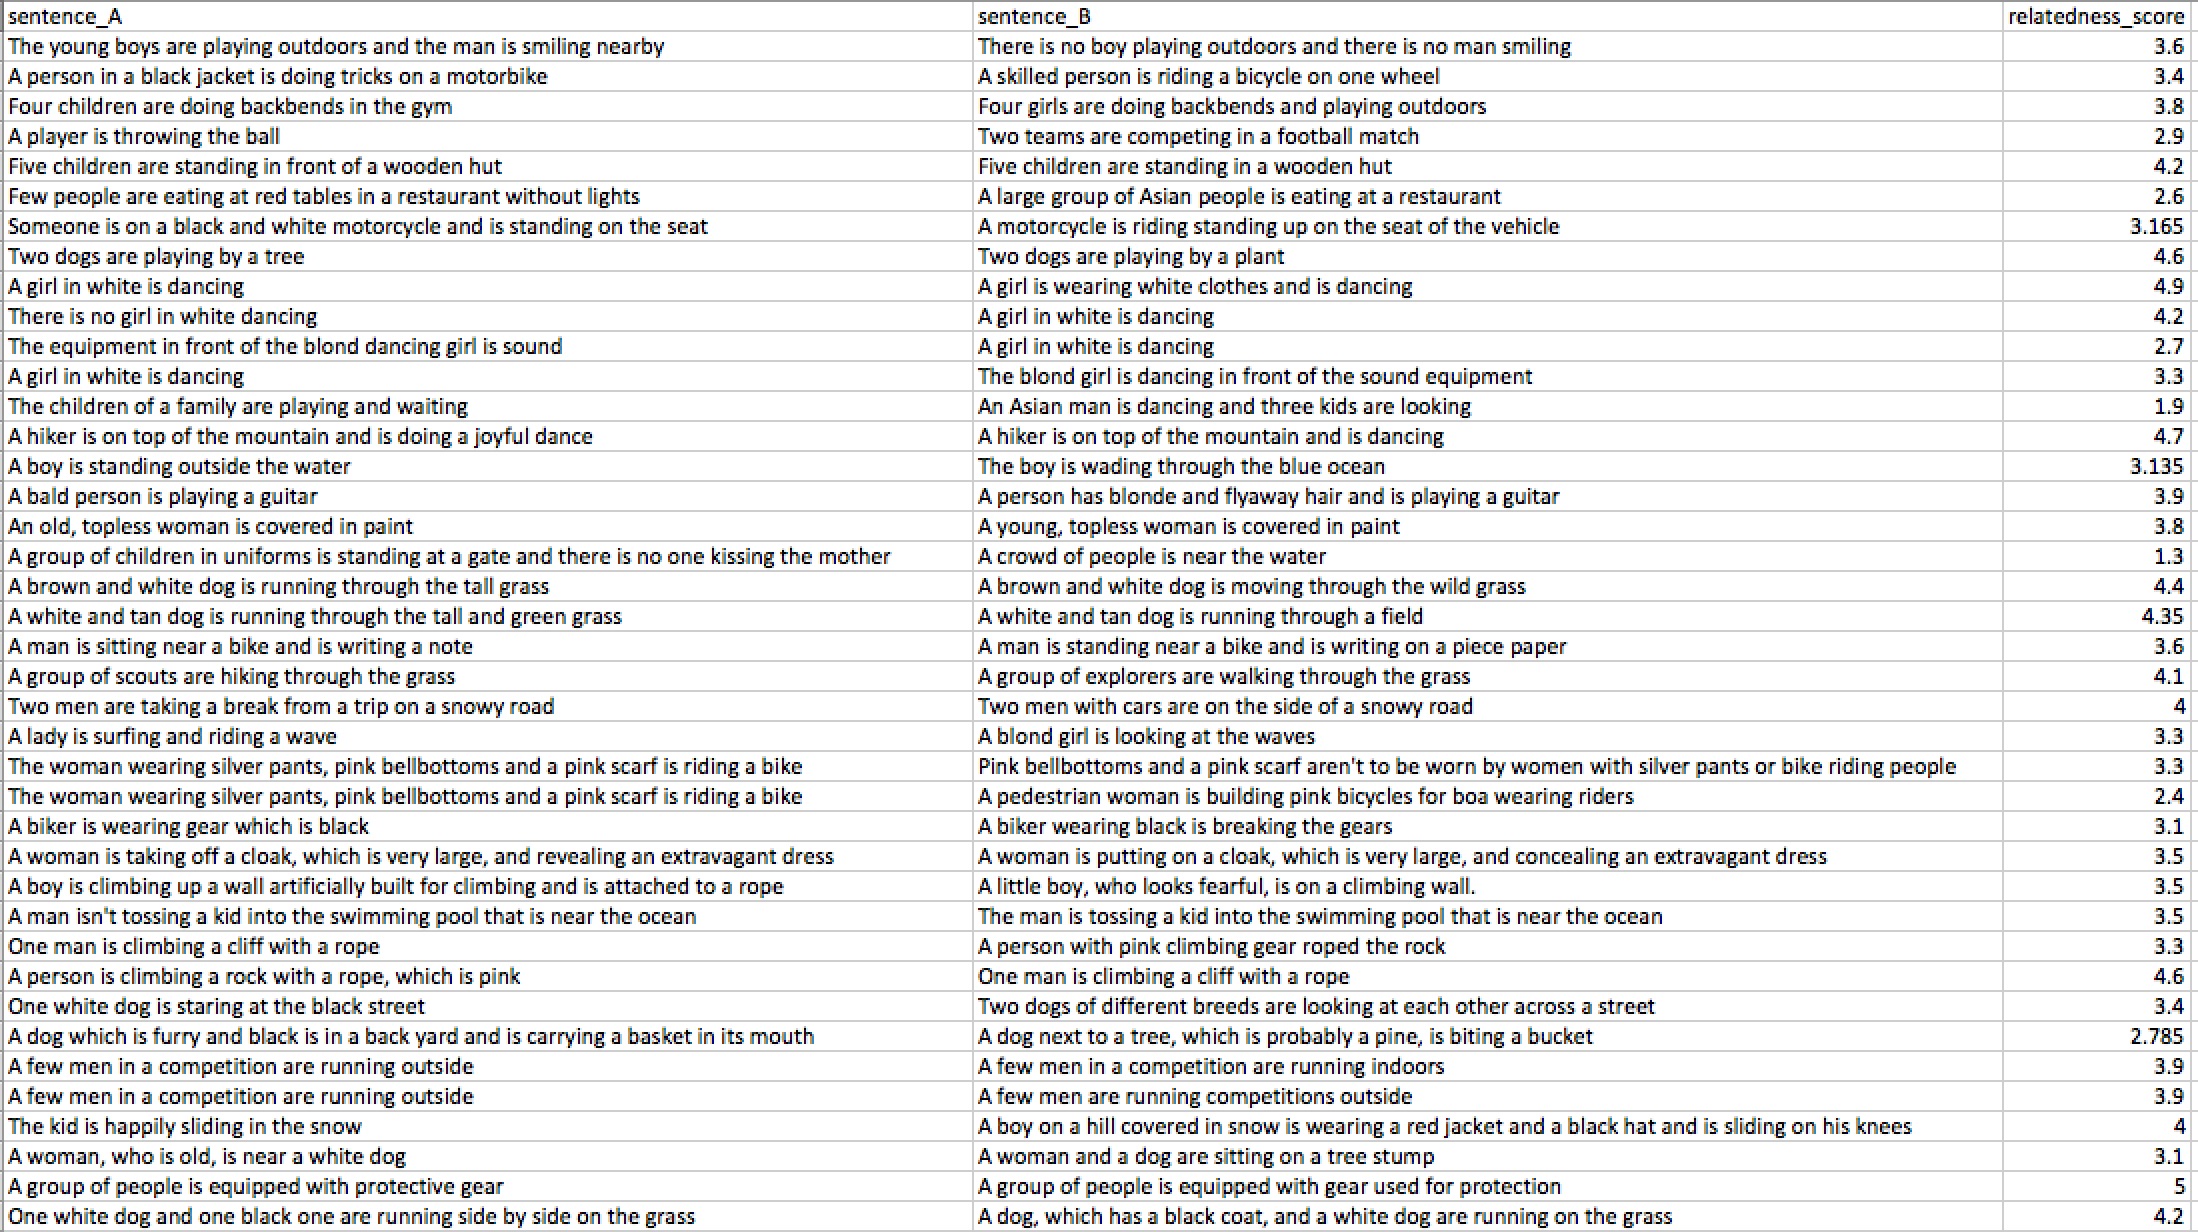 sentence_A sentence_B relatedness_score
The young boys are playing outdoors and the man is smiling nearby There is no boy playing outdoors and there is no man smiling 3.6
A person in a black jacket is doing tricks on a motorbike A skilled person is riding a bicycle on one wheel 3.4
Four children are doing backbends in the gym Four girls are doing backbends and playing outdoors 3.8
A player is throwing the ball Two teams are competing in a football match 2.9
Five children are standing in front of a wooden hut Five children are standing in a wooden hut 4.2
Few people are eating at red tables in a restaurant without lights A large group of Asian people is eating at a restaurant 2.6
Someone is on a black and white motorcycle and is standing on the seat A motorcycle is riding standing up on the seat of the vehicle 3.165
Two dogs are playing by a tree Two dogs are playing by a plant 4.6
A girl in white is dancing A girl is wearing white clothes and is dancing 4.9
There is no girl in white dancing A girl in white is dancing 4.2
The equipment in front of the blond dancing girl is sound A girl in white is dancing 2.7
A girl in white is dancing The blond girl is dancing in front of the sound equipment 3.3
The children of a family are playing and waiting An Asian man is dancing and three kids are looking 1.9
A hiker is on top of the mountain and is doing a joyful dance A hiker is on top of the mountain and is dancing 4.7
A boy is standing outside the water The boy is wading through the blue ocean 3.135
A bald person is playing a guitar A person has blonde and flyaway hair and is playing a guitar 3.9
An old, topless woman is covered in paint A young, topless woman is covered in paint 3.8
A group of children in uniforms is standing at a gate and there is no one kissing the mother A crowd of people is near the water 1.3
A brown and white dog is running through the tall grass A brown and white dog is moving through the wild grass 4.4
A white and tan dog is running through the tall and green grass A white and tan dog is running through a field 4.35
A man is sitting near a bike and is writing a note A man is standing near a bike and is writing on a piece paper 3.6
A group of scouts are hiking through the grass A group of explorers are walking through the grass 4.1
Two men are taking a break from a trip on a snowy road Two men with cars are on the side of a snowy road 4
A lady is surfing and riding a wave A blond girl is looking at the waves 3.3
The woman wearing silver pants, pink bellbottoms and a pink scarf is riding a bike Pink bellbottoms and a pink scarf aren't to be worn by women with silver pants or bike riding people 3.3
The woman wearing silver pants, pink bellbottoms and a pink scarf is riding a bike A pedestrian woman is building pink bicycles for boa wearing riders 2.4
A biker is wearing gear which is black A biker wearing black is breaking the gears 3.1
A woman is taking off a cloak, which is very large, and revealing an extravagant dress A woman is putting on a cloak, which is very large, and concealing an extravagant dress 3.5
A boy is climbing up a wall artificially built for climbing and is attached to a rope A little boy, who looks fearful, is on a climbing wall. 3.5
A man isn't tossing a kid into the swimming pool that is near the ocean The man is tossing a kid into the swimming pool that is near the ocean 3.5
One man is climbing a cliff with a rope A person with pink climbing gear roped the rock 3.3
A person is climbing a rock with a rope, which is pink One man is climbing a cliff with a rope 4.6
One white dog is staring at the black street Two dogs of different breeds are looking at each other across a street 3.4
A dog which is furry and black is in a back yard and is carrying a basket in its mouth A dog next to a tree, which is probably a pine, is biting a bucket 2.785
A few men in a competition are running outside A few men in a competition are running indoors 3.9
A few men in a competition are running outside A few men are running competitions outside 3.9
The kid is happily sliding in the snow A boy on a hill covered in snow is wearing a red jacket and a black hat and is sliding on his knees 4
A woman, who is old, is near a white dog A woman and a dog are sitting on a tree stump 3.1
A group of people is equipped with protective gear A group of people is equipped with gear used for protection 5
One white dog and one black one are running side by side on the grass A dog, which has a black coat, and a white dog are running on the grass 4.2